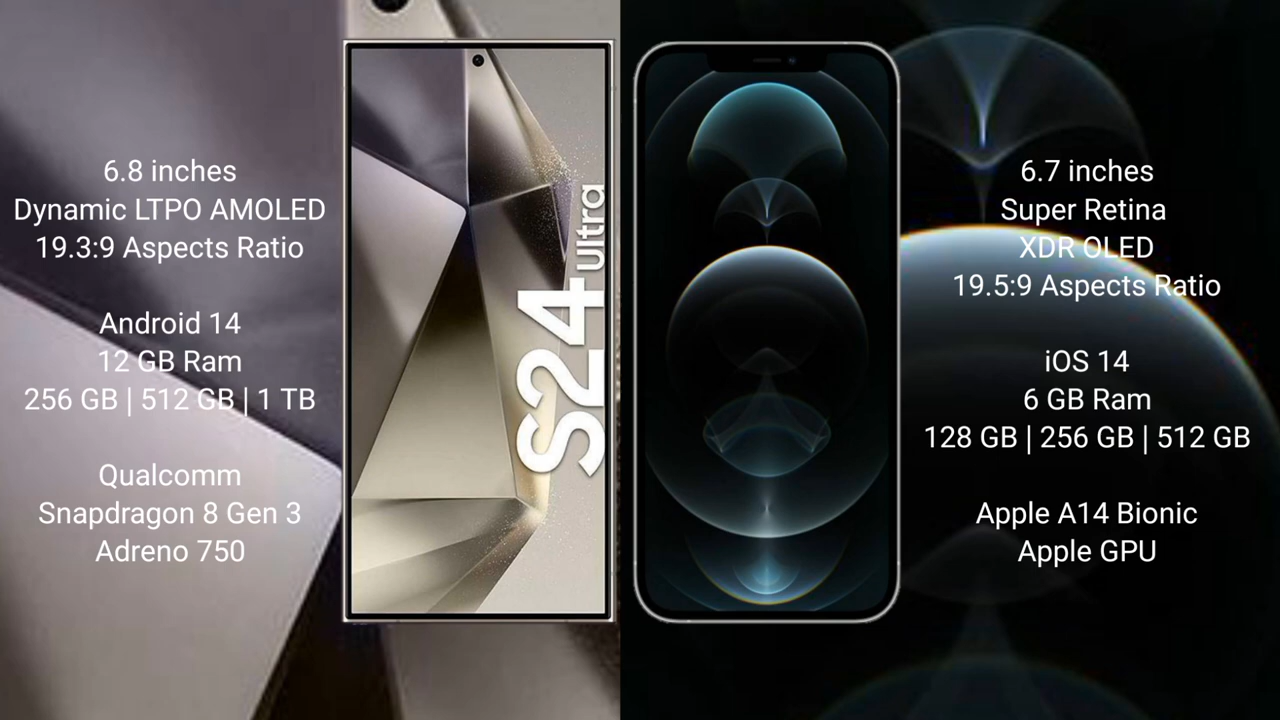 6.8 inches
Dynamic LTPO AMOLED
19.3:9 Aspects Ratio
Android 14
12 GB Ram
256 GB | 512 GB | 1 TB
Qualcomm
Snapdragon 8 Gen 3
Adreno 750
S24 Ultra
6.7 inches
Super Retina
XDR OLED
19.5:9 Aspects Ratio
iOS 14
6 GB Ram
128 GB | 256 GB | 512 GB
Apple A14 Bionic
Apple GPU